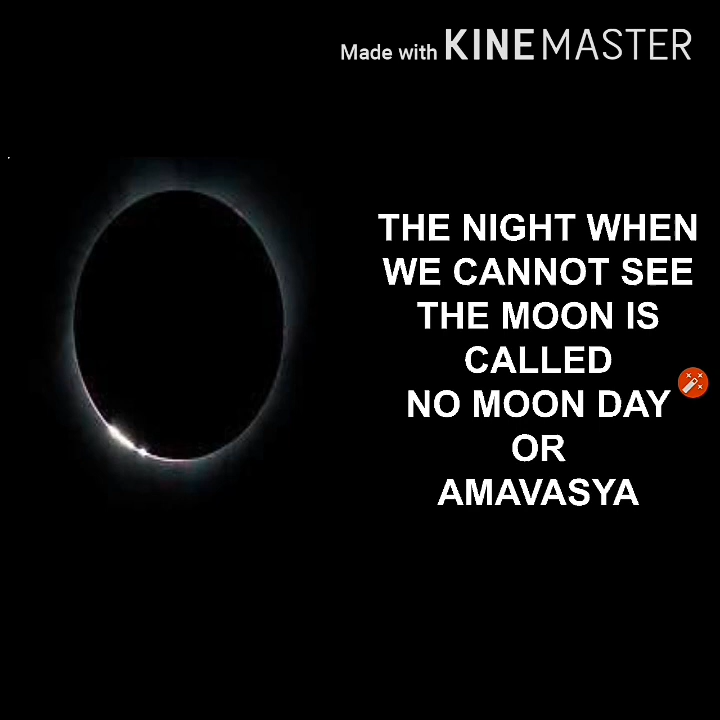 Made with KINEMASTER
THE NIGHT WHEN
WE CANNOT SEE
THE MOON IS
CALLED
NO MOON DAY
OR
AMAVASYA